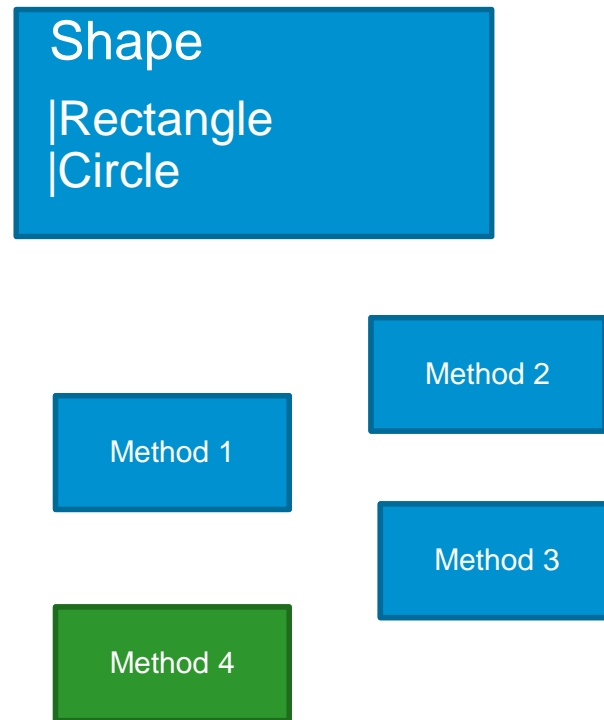 Shape
|Rectangle
|Circle
Method 2
Method 1
Method 3
Method 4